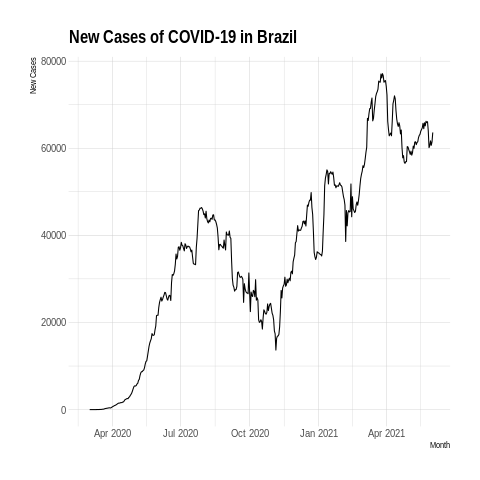 New Cases of COVID-19 in Brazil
New Cases
80000
60000
40000
20000
0
Apr 2020 Jul 2020 Oct 2020 Jan 2021 Apr 2021
Month